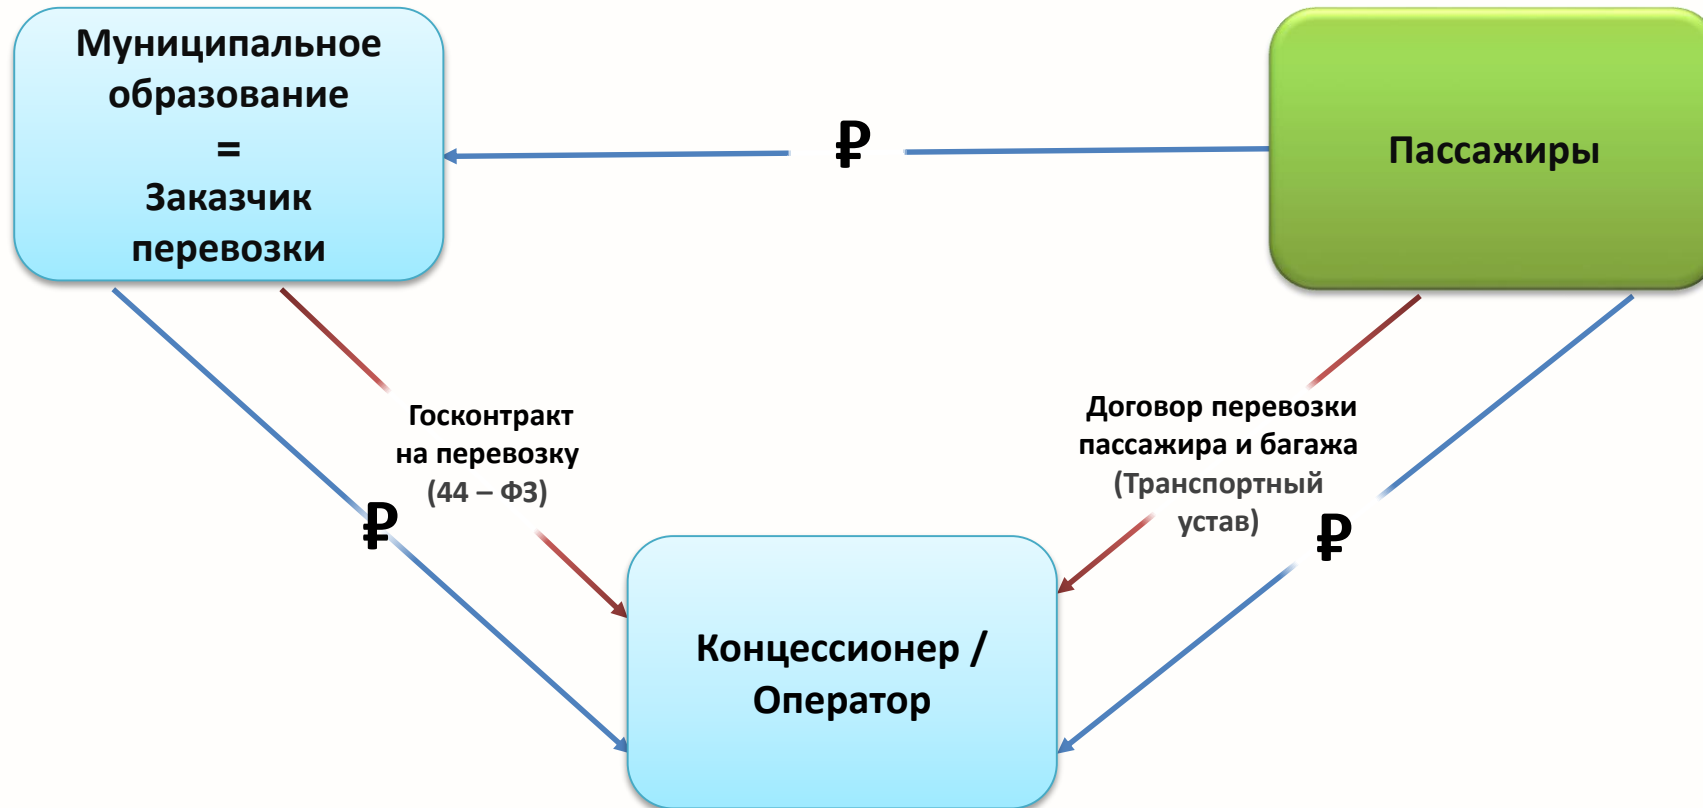 Муниципальное
образование
=
Заказчик
перевозки
₽
Пассажиры
Госконтракт
на перевозку
(44 – ФЗ)
₽
Договор перевозки
пассажира и багажа
(Транспортный
устав)
₽
Концессионер /
Оператор